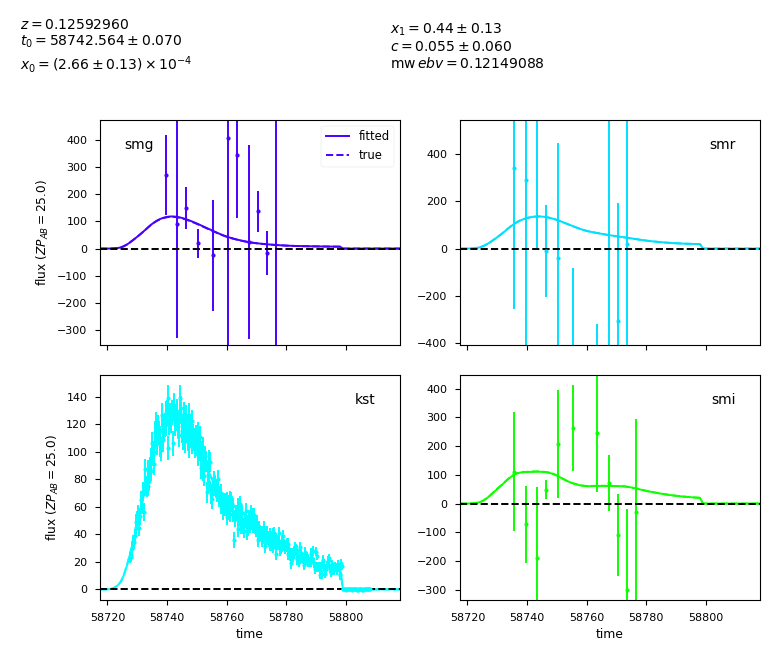 z = 0.12592960
t₀ = 58742.564 ± 0.070
x₀ = (2.66 ± 0.13) × 10⁻⁴
x₁ = 0.44 ± 0.13
c = 0.055 ± 0.060
mw ebv = 0.12149088
smg
fitted
true
flux (ZP_AB = 25.0)
400
300
200
100
0
−100
−200
−300
smr
400
200
0
−200
−400
kst
flux (ZP_AB = 25.0)
140
120
100
80
60
40
20
0
58720 58740 58760 58780 58800
time
smi
400
300
200
100
0
−100
−200
−300
58720 58740 58760 58780 58800
time